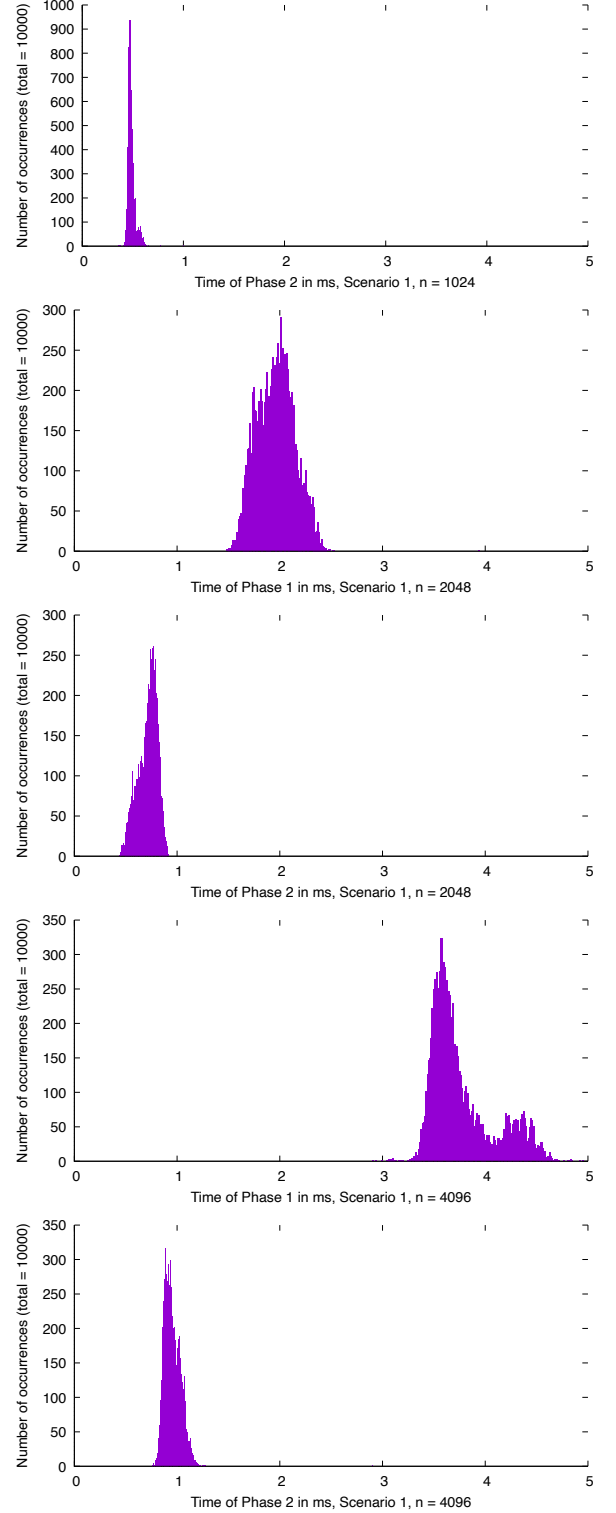 Number of occurrences (total = 10000)
1000
900
800
700
600
500
400
300
200
100
0
0 1 2 3 4 5
Time of Phase 2 in ms, Scenario 1, n = 1024
Number of occurrences (total = 10000)
300
250
200
150
100
50
0
0 1 2 3 4 5
Time of Phase 1 in ms, Scenario 1, n = 2048
Number of occurrences (total = 10000)
300
250
200
150
100
50
0
0 1 2 3 4 5
Time of Phase 2 in ms, Scenario 1, n = 2048
Number of occurrences (total = 10000)
350
300
250
200
150
100
50
0
0 1 2 3 4 5
Time of Phase 1 in ms, Scenario 1, n = 4096
Number of occurrences (total = 10000)
350
300
250
200
150
100
50
0
0 1 2 3 4 5
Time of Phase 2 in ms, Scenario 1, n = 4096